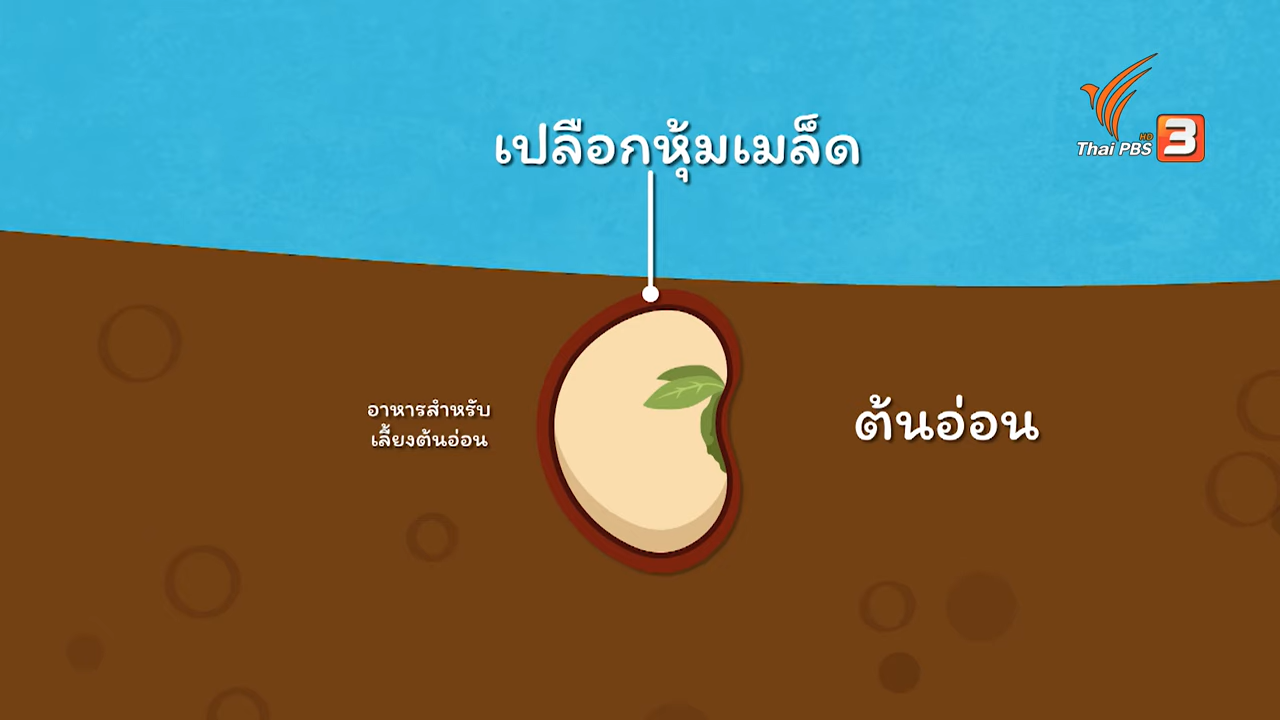 เปลือกหุ้มเมล็ด
HD
Thai PBS 3
อาหารสำหรับ
เลี้ยงต้นอ่อน
ต้นอ่อน